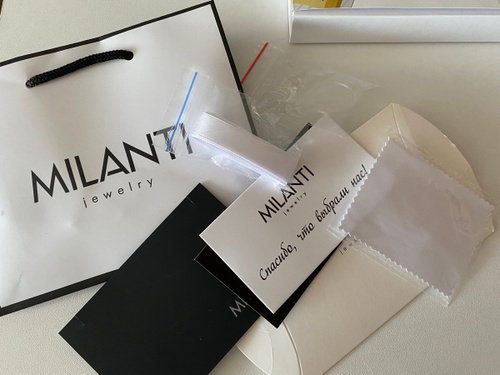 MILANTI
jewelry
MILANTI
jewelry
Спасибо, что выбрали нас!